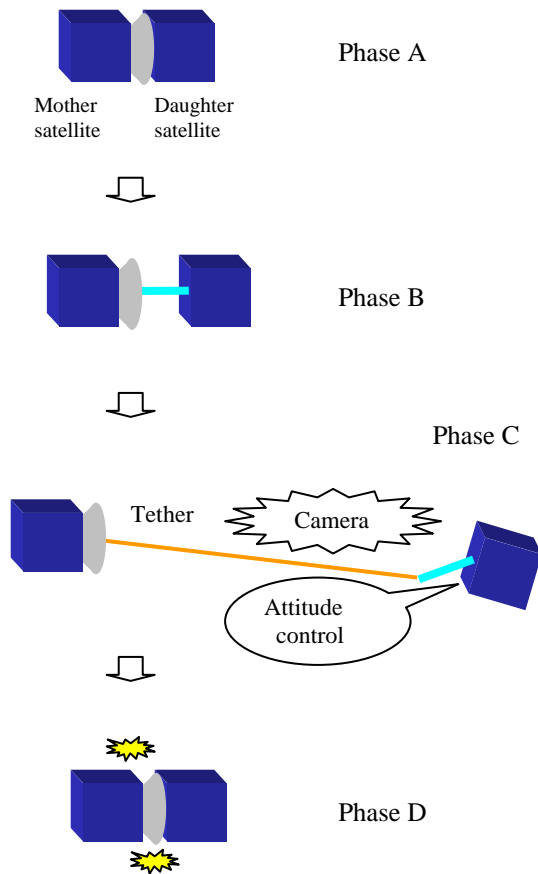 Phase A
Mother
satellite
Daughter
satellite
Phase B
Phase C
Tether
Camera
Attitude
control
Phase D